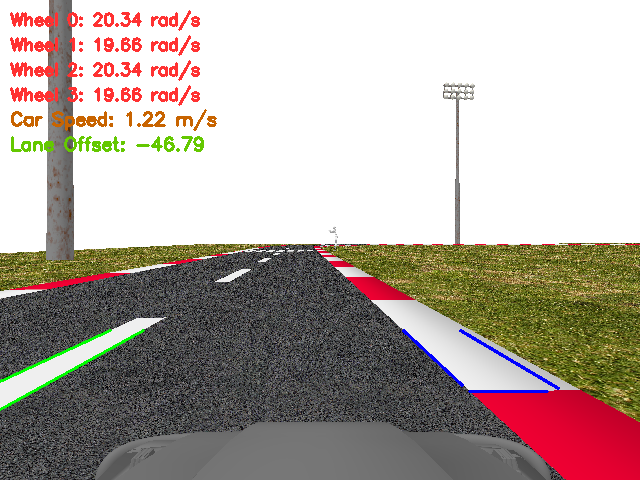 Wheel 0: 20.34 rad/s
Wheel 1: 19.66 rad/s
Wheel 2: 20.34 rad/s
Wheel 3: 19.66 rad/s
Car Speed: 1.22 m/s
Lane Offset: -46.79